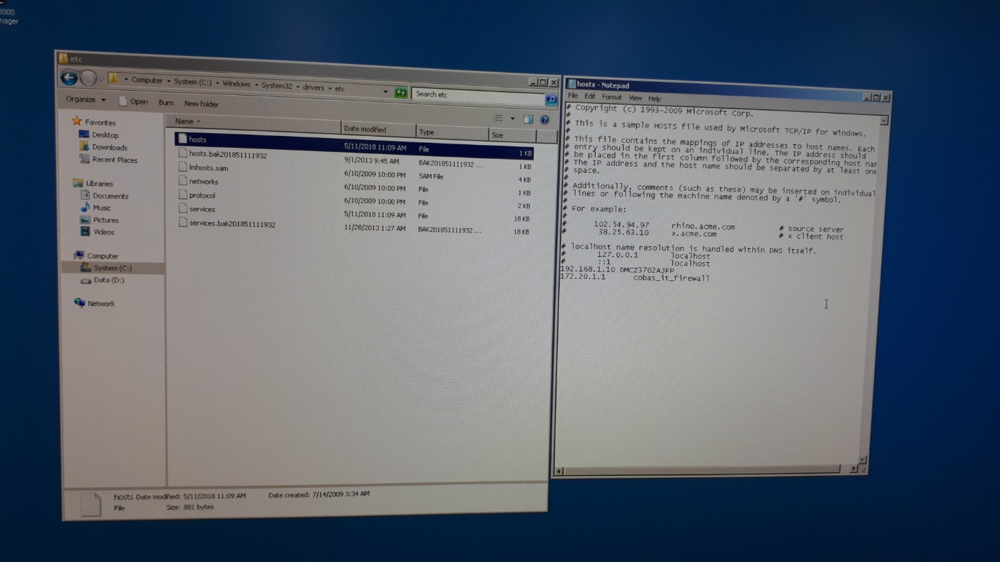 8000
nager
etc
Computer System (C:) Windows System32 drivers etc
Search etc
Organize Open Burn New folder
Favorites
Desktop
Downloads
Recent Places
Libraries
Documents
Music
Pictures
Videos
Computer
System (C:)
Data (D:)
Network
Name Date modified Type Size
hosts 5/11/2018 11:09 AM File 1 KB
hosts.bak201851111932 9/1/2013 9:45 AM BAK201851111932 ... 1 KB
lmhosts.sam 6/10/2009 10:00 PM SAM File 4 KB
networks 6/10/2009 10:00 PM File 1 KB
protocol 6/10/2009 10:00 PM File 2 KB
services 5/11/2018 11:09 AM File 18 KB
services.bak201851111932 11/28/2013 1:27 AM BAK201851111932 ... 18 KB
hosts Date modified: 5/11/2018 11:09 AM Date created: 7/14/2009 3:34 AM
File Size: 881 bytes
hosts - Notepad
File Edit Format View Help
# Copyright (c) 1993-2009 Microsoft Corp.
#
# This is a sample HOSTS file used by Microsoft TCP/IP for Windows.
#
# This file contains the mappings of IP addresses to host names. Each
# entry should be kept on an individual line. The IP address should
# be placed in the first column followed by the corresponding host nam
# The IP address and the host name should be separated by at least one
# space.
#
# Additionally, comments (such as these) may be inserted on individual
# lines or following the machine name denoted by a '#' symbol.
#
# For example:
#
# 102.54.94.97 rhino.acme.com # source server
# 38.25.63.10 x.acme.com # x client host
# localhost name resolution is handled within DNS itself.
# 127.0.0.1 localhost
# ::1 localhost
192.168.1.10 DMCZ3702AJFP
172.20.1.1 cobas_it_firewall